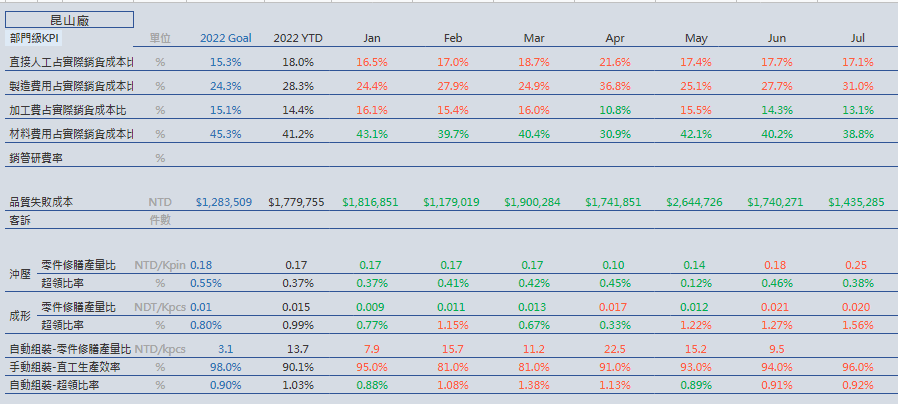 昆山廠
部門级KPI 單位 2022 Goal 2022 YTD Jan Feb Mar Apr May Jun Jul
直接人工占實際銷貨成本比 % 15.3% 18.0% 16.5% 17.0% 18.7% 21.6% 17.4% 17.7% 17.1%
製造費用占實際銷貨成本比 % 24.3% 28.3% 24.4% 27.9% 24.9% 36.8% 25.1% 27.7% 31.0%
加工費占實際銷貨成本比 % 15.1% 14.4% 16.1% 15.4% 16.0% 10.8% 15.5% 14.3% 13.1%
材料費用占實際銷貨成本比 % 45.3% 41.2% 43.1% 39.7% 40.4% 30.9% 42.1% 40.2% 38.8%
銷管研費率 %
品質失敗成本 NTD $1,283,509 $1,779,755 $1,816,851 $1,179,019 $1,900,284 $1,741,851 $2,644,726 $1,740,271 $1,435,285
客訴 件數
沖壓 零件修膳產量比 NTD/Kpin 0.18 0.17 0.17 0.17 0.17 0.10 0.14 0.18 0.25
超領比率 % 0.55% 0.37% 0.37% 0.41% 0.42% 0.45% 0.12% 0.46% 0.38%
成形 零件修膳產量比 NDT/Kpcs 0.01 0.015 0.009 0.011 0.013 0.017 0.012 0.021 0.020
超領比率 % 0.80% 0.99% 0.77% 1.15% 0.67% 0.33% 1.22% 1.27% 1.56%
自動组裝-零件修膳產量比 NTD/kpcs 3.1 13.7 7.9 15.7 11.2 22.5 15.2 9.5
手動组裝-直工生產效率 % 98.0% 90.1% 95.0% 81.0% 81.0% 91.0% 93.0% 94.0% 96.0%
自動组裝-超領比率 % 0.90% 1.03% 0.88% 1.08% 1.38% 1.13% 0.89% 0.91% 0.92%